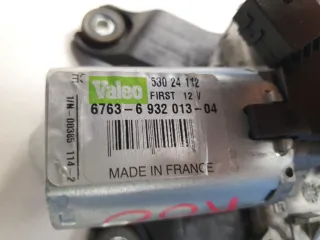 Valeo
530 24 112
FIRST 12 V
6763- 6 932 013-04
MADE IN FRANCE